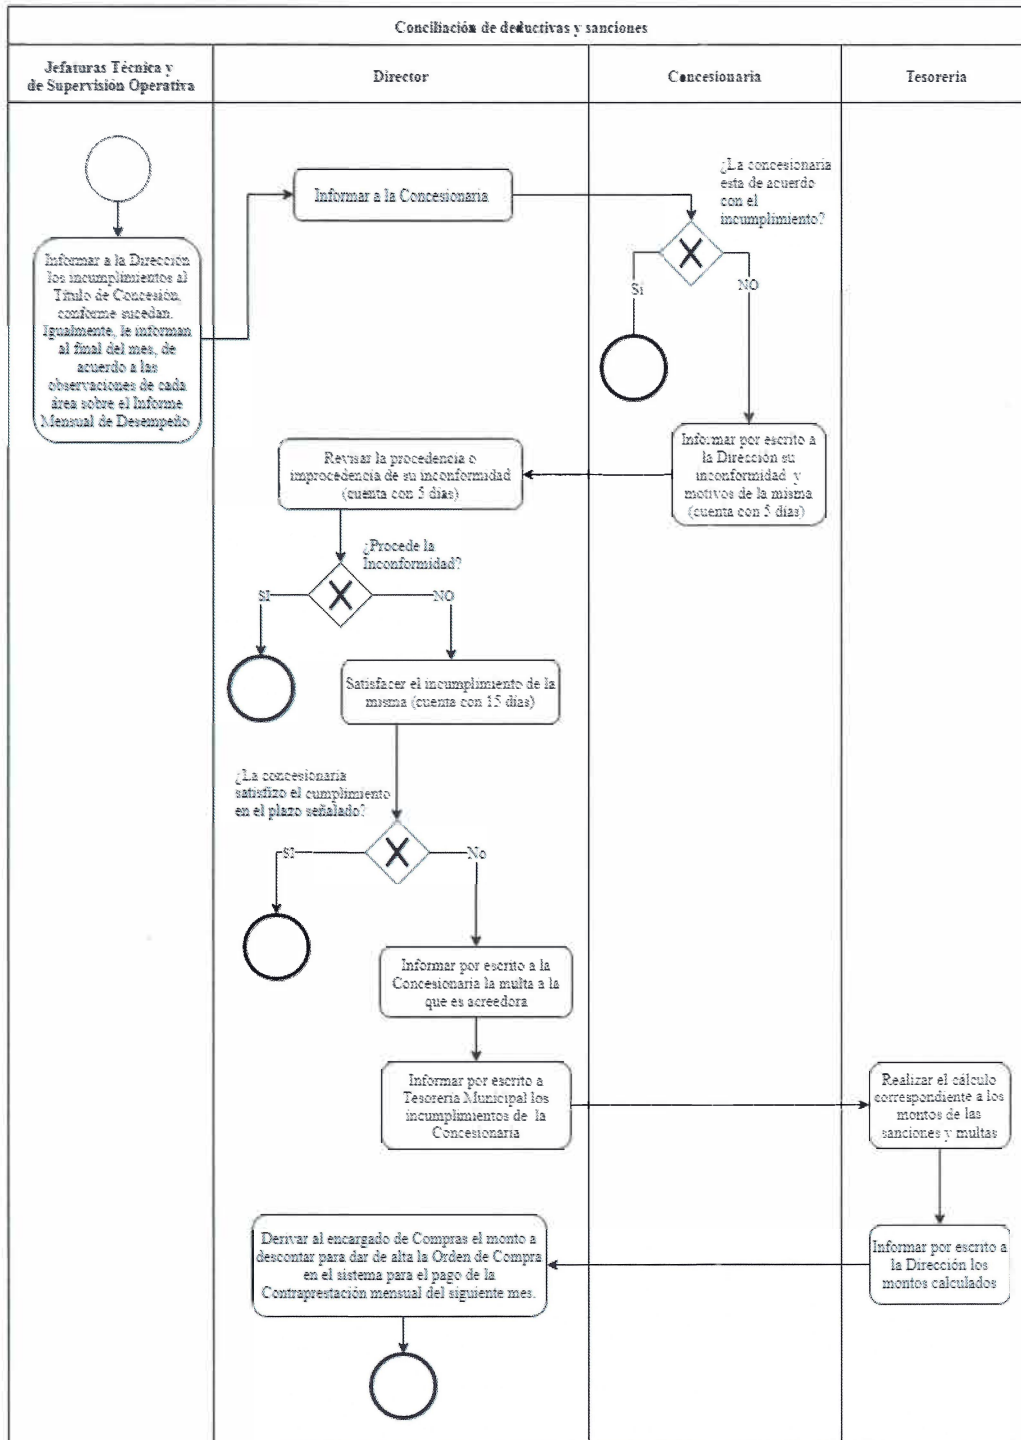 Conciliación de deductivas y sanciones
Jefaturas Técnica y
de Supervisión Operativa
Director
Concesionaria
Tesoreria
Informar a la Concesionaria
¿La concesionaria
esta de acuerdo
con el
incumplimiento?
Si
NO
Informar a la Dirección
los incumplimientos al
Título de Concesión,
conforme sucedan.
Igualmente, le informan
al final del mes, de
acuerdo a las
observaciones de cada
área sobre el Informe
Mensual de Desempeño
Informar por escrito a
la Dirección su
inconformidad y
motivos de la misma
(cuenta con 5 días)
Revisar la procedencia o
improcedencia de su inconformidad
(cuenta con 5 días)
¿Procede la
Inconformidad?
SI
NO
Satisfacer el incumplimiento de la
misma (cuenta con 15 días)
¿La concesionaria
satisfizo el cumplimiento
en el plazo señalado?
SI
No
Informar por escrito a la
Concesionaria la multa a la
que es acreedora
Informar por escrito a
Tesoreria Municipal los
incumplimientos de la
Concesionaria
Realizar el cálculo
correspondiente a los
montos de las
sanciones y multas
Informar por escrito a
la Dirección los
montos calculados
Derivar al encargado de Compras el monto a
descontar para dar de alta la Orden de Compra
en el sistema para el pago de la
Contraprestación mensual del siguiente mes.